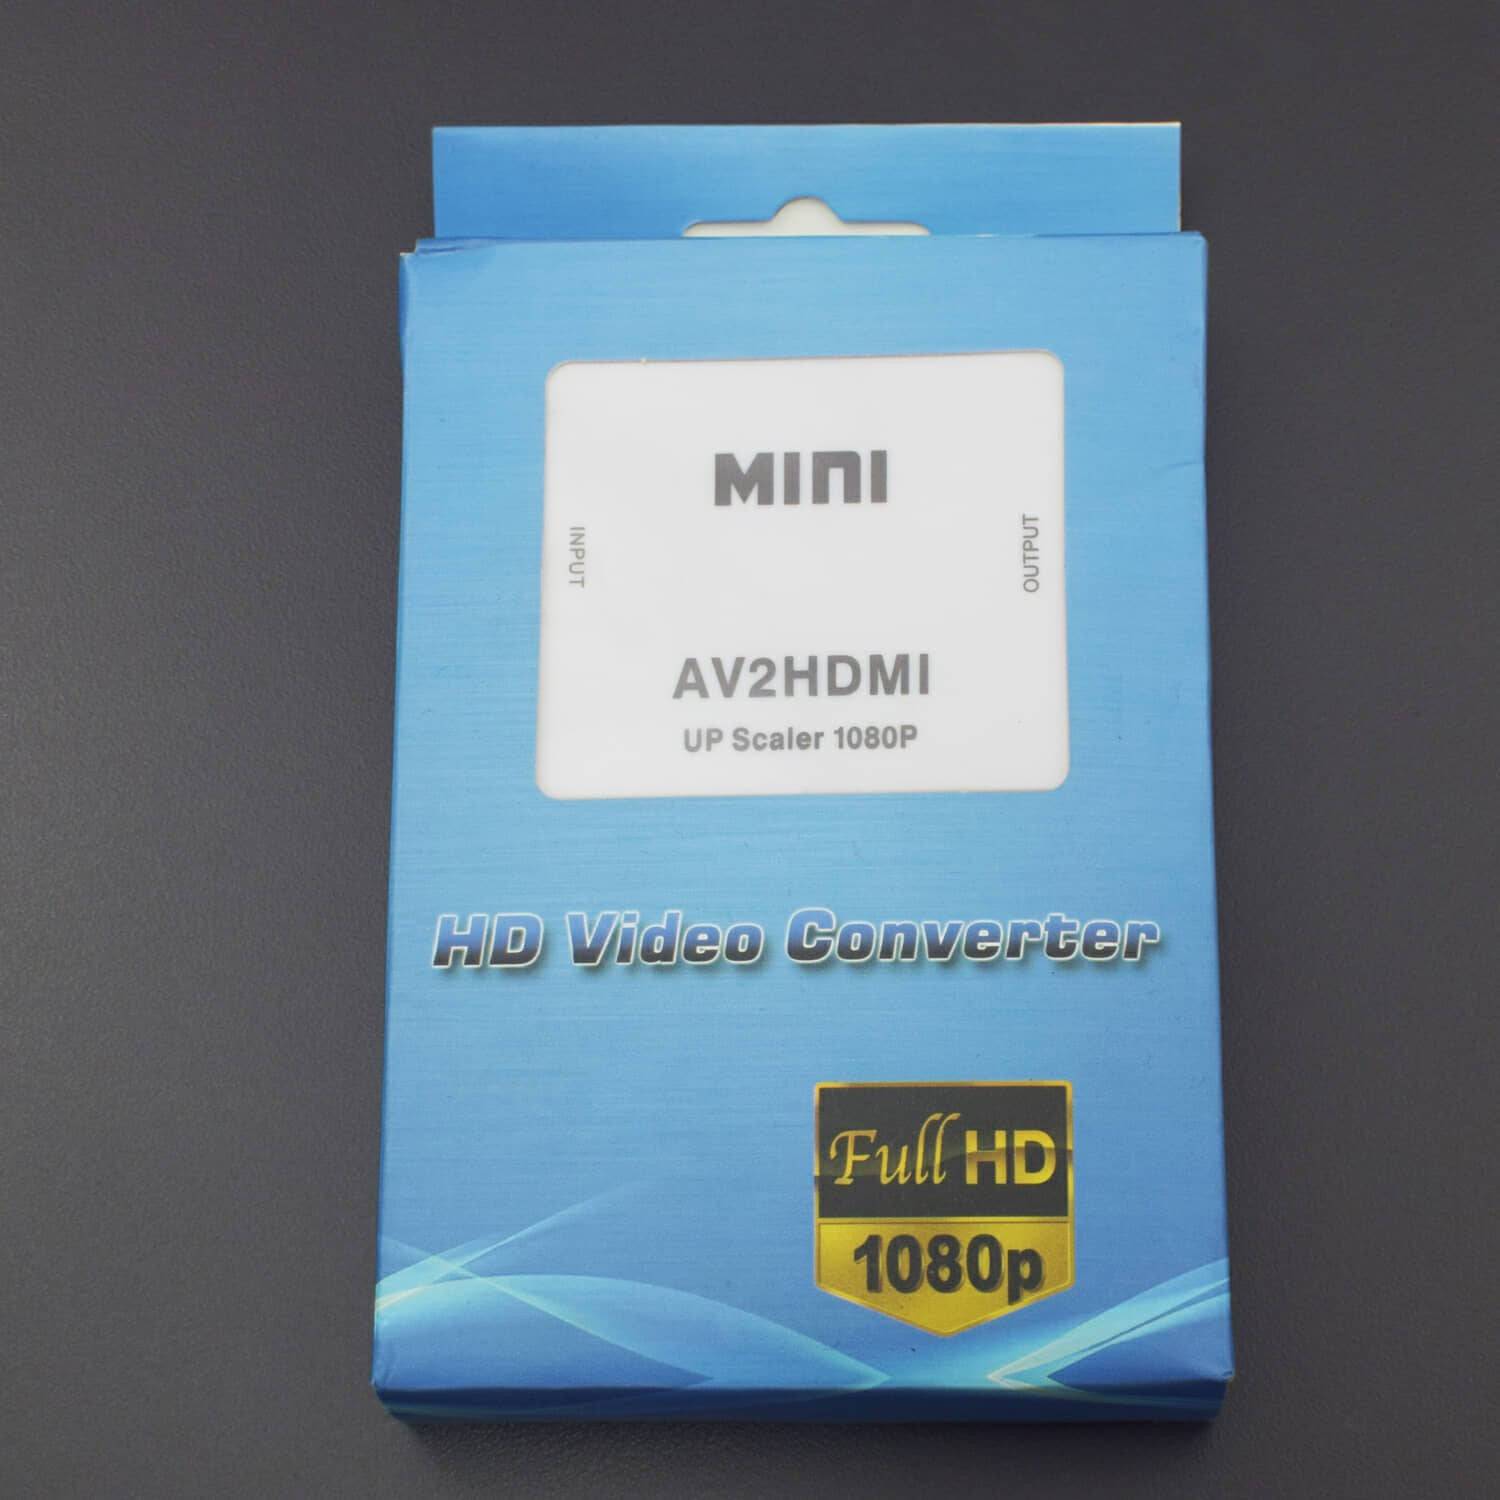 MINI
INPUT
OUTPUT
AV2HDMI
UP Scaler 1080P
HD Video Converter
Full HD
1080p